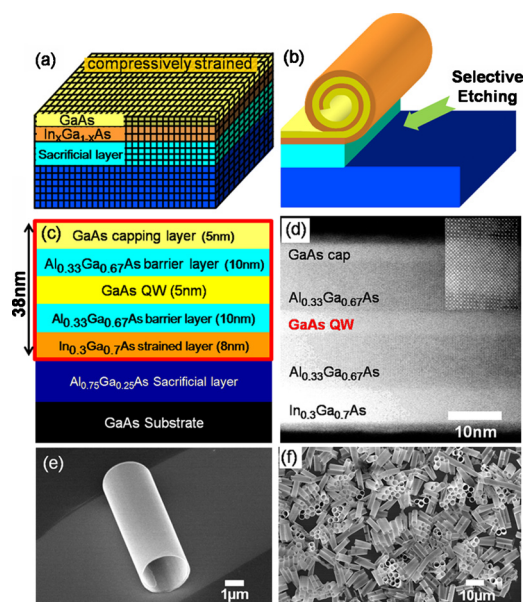 (a)
compressively strained
GaAs
InₓGa₁₋ₓAs
Sacrificial layer
(b)
Selective
Etching
(c)
38nm
GaAs capping layer (5nm)
Al₀.₃₃Ga₀.₆₇As barrier layer (10nm)
GaAs QW (5nm)
Al₀.₃₃Ga₀.₆₇As barrier layer (10nm)
In₀.₃Ga₀.₇As strained layer (8nm)
Al₀.₇₅Ga₀.₂₅As Sacrificial layer
GaAs Substrate
(d)
GaAs cap
Al₀.₃₃Ga₀.₆₇As
GaAs QW
Al₀.₃₃Ga₀.₆₇As
In₀.₃Ga₀.₇As
10nm
(e)
1μm
(f)
10μm